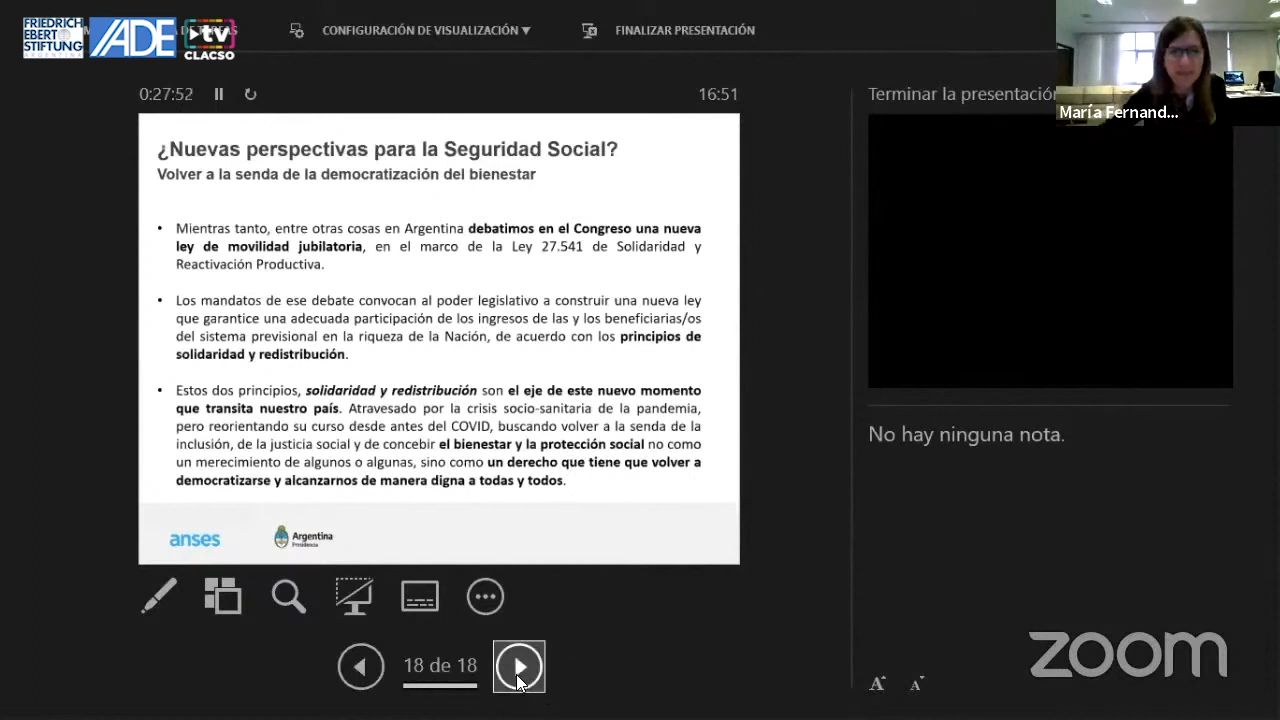 FRIEDRICH
EBERT
STIFTUNG
ARGENTINA
IADE
tv
CLACSO
CONFIGURACIÓN DE VISUALIZACIÓN ▼
FINALIZAR PRESENTACIÓN
María Fernand...
0:27:52
16:51
Terminar la presentación
¿Nuevas perspectivas para la Seguridad Social?
Volver a la senda de la democratización del bienestar
• Mientras tanto, entre otras cosas en Argentina debatimos en el Congreso una nueva
ley de movilidad jubilatoria, en el marco de la Ley 27.541 de Solidaridad y
Reactivación Productiva.
• Los mandatos de ese debate convocan al poder legislativo a construir una nueva ley
que garantice una adecuada participación de los ingresos de las y los beneficiarias/os
del sistema previsional en la riqueza de la Nación, de acuerdo con los principios de
solidaridad y redistribución.
• Estos dos principios, solidaridad y redistribución son el eje de este nuevo momento
que transita nuestro país. Atravesado por la crisis socio-sanitaria de la pandemia,
pero reorientando su curso desde antes del COVID, buscando volver a la senda de la
inclusión, de la justicia social y de concebir el bienestar y la protección social no como
un merecimiento de algunos o algunas, sino como un derecho que tiene que volver a
democratizarse y alcanzarnos de manera digna a todas y todos.
anses
Argentina
Presidencia
No hay ninguna nota.
18 de 18
A A
zoom